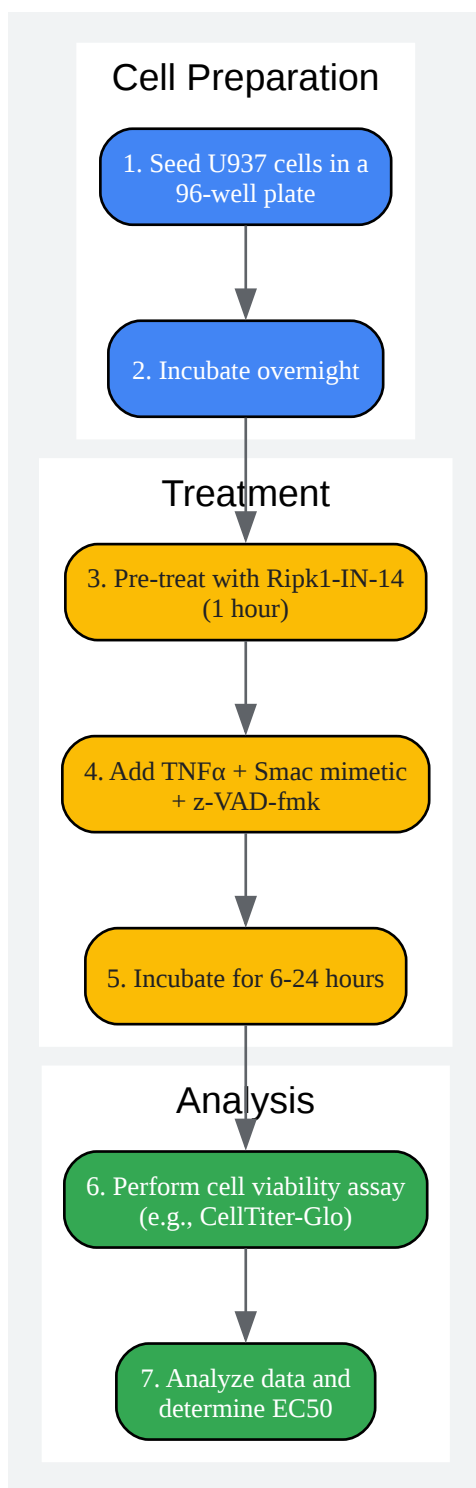 Cell Preparation
1. Seed U937 cells in a
96-well plate
2. Incubate overnight
Treatment
3. Pre-treat with Ripk1-IN-14
(1 hour)
4. Add TNFα + Smac mimetic
+ z-VAD-fmk
5. Incubate for 6-24 hours
Analysis
6. Perform cell viability assay
(e.g., CellTiter-Glo)
7. Analyze data and
determine EC50